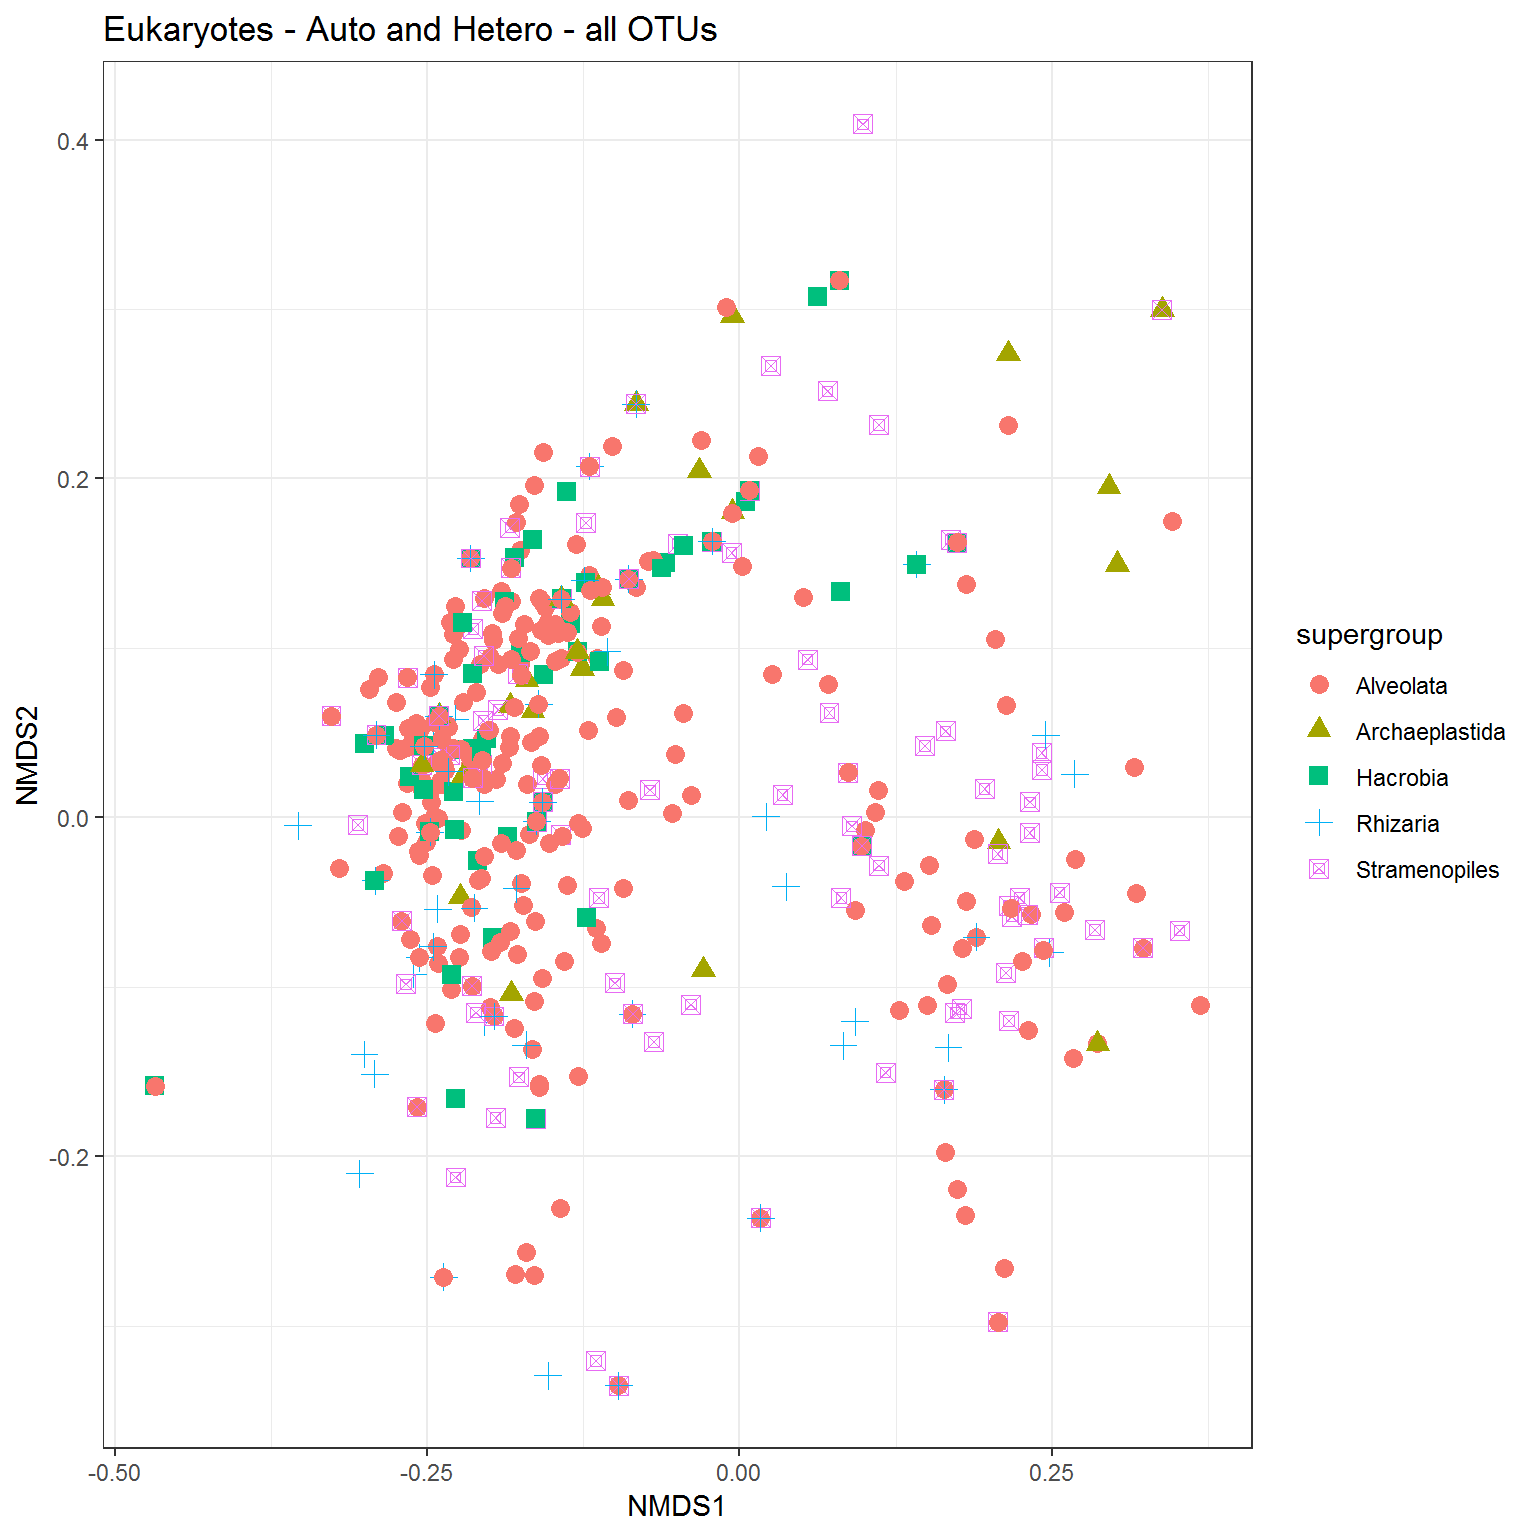 Eukaryotes - Auto and Hetero - all OTUs
0.4
0.2
0.0
-0.2
NMDS2
-0.50
-0.25
0.00
0.25
NMDS1
supergroup
Alveolata
Archaeplastida
Hacrobia
Rhizaria
Stramenopiles